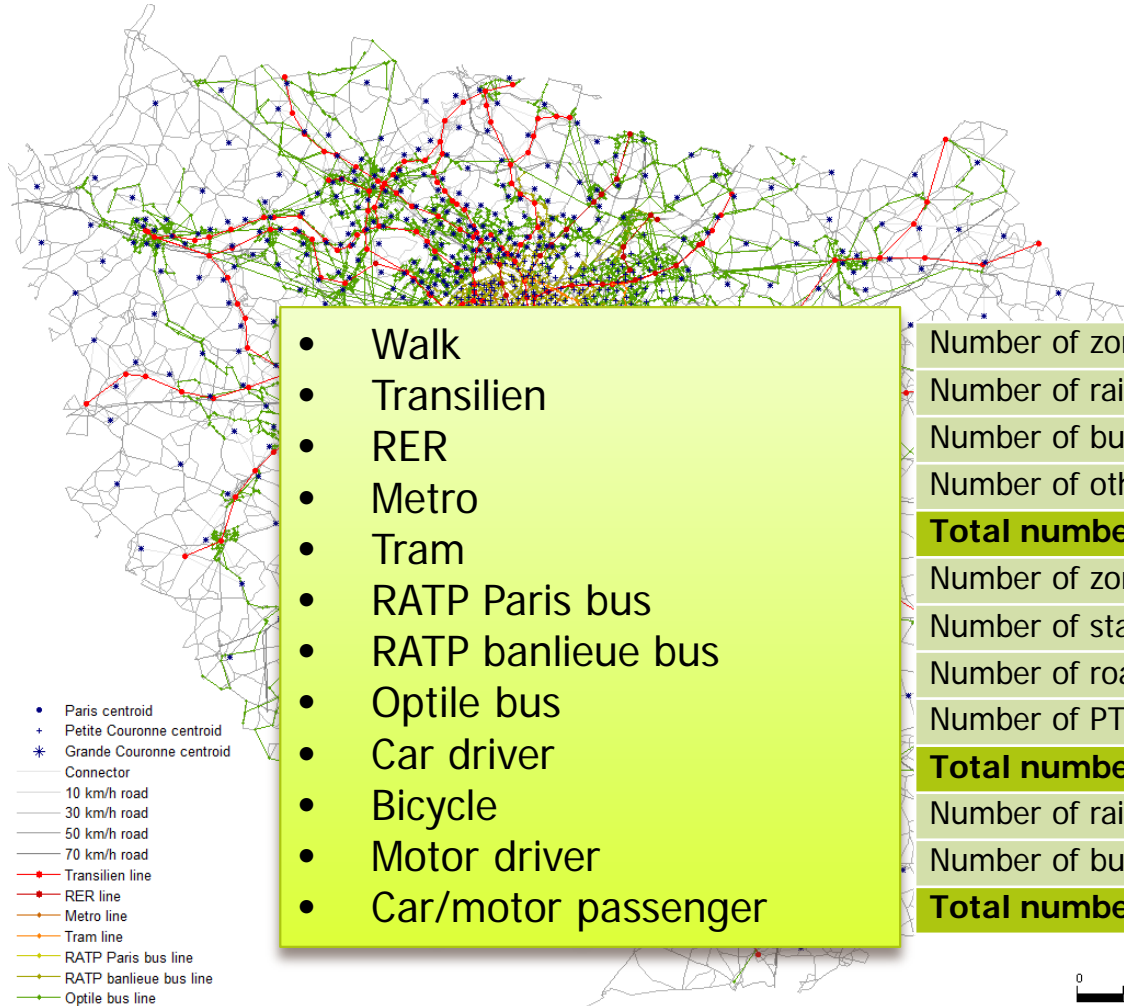 • Walk
• Transilien
• RER
• Metro
• Tram
• RATP Paris bus
• RATP banlieue bus
• Optile bus
• Car driver
• Bicycle
• Motor driver
• Car/motor passenger
Number of
Number of
Number of
Number of
Total
Number of
Number of
Number of
Number of PT
Total
Number of
Number of
Total
Paris centroid
Petite Couronne centroid
Grande Couronne centroid
Connector
10 km/h road
30 km/h road
50 km/h road
70 km/h road
Transilien line
RER line
Metro line
Tram line
RATP Paris bus line
RATP banlieue bus line
Optile bus line
0